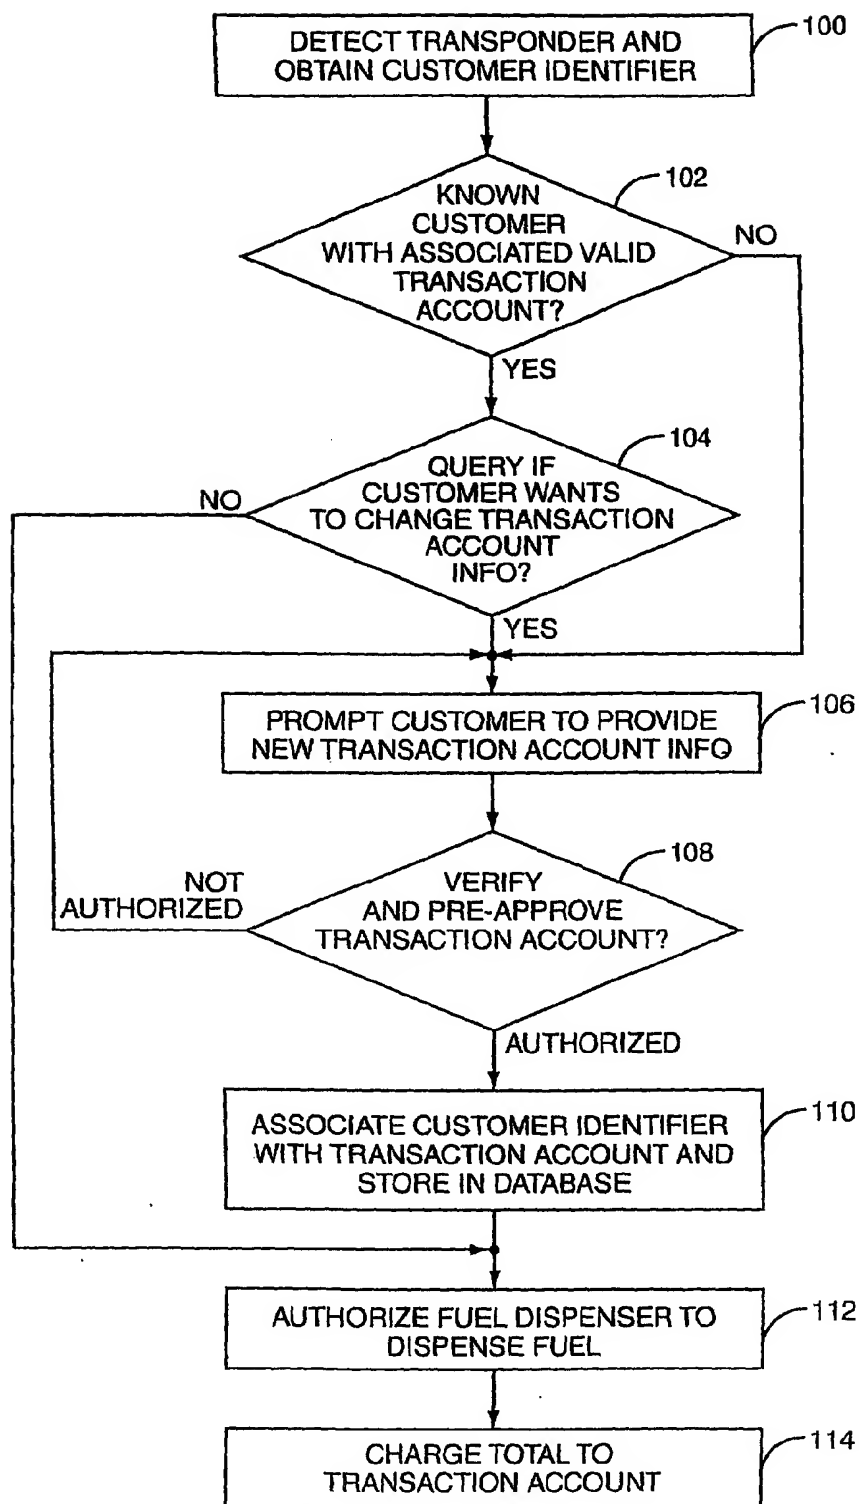 DETECT TRANSPONDER AND
OBTAIN CUSTOMER IDENTIFIER
100
KNOWN
CUSTOMER
WITH ASSOCIATED VALID
TRANSACTION
ACCOUNT?
102
NO
YES
QUERY IF
CUSTOMER WANTS
TO CHANGE TRANSACTION
ACCOUNT
INFO?
104
NO
YES
PROMPT CUSTOMER TO PROVIDE
NEW TRANSACTION ACCOUNT INFO
106
VERIFY
AND PRE-APPROVE
TRANSACTION ACCOUNT?
108
NOT
AUTHORIZED
AUTHORIZED
ASSOCIATE CUSTOMER IDENTIFIER
WITH TRANSACTION ACCOUNT AND
STORE IN DATABASE
110
AUTHORIZE FUEL DISPENSER TO
DISPENSE FUEL
112
CHARGE TOTAL TO
TRANSACTION ACCOUNT
114